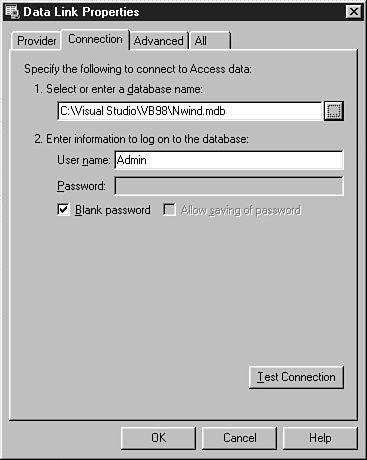 Data Link Properties
Provider Connection Advanced All
Specify the following to connect to Access data:
1. Select or enter a database name:
C:\Visual Studio\VB98\Nwind.mdb
...
2. Enter information to log on to the database:
User name: Admin
Password:
Blank password Allow saving of password
Test Connection
OK Cancel Help